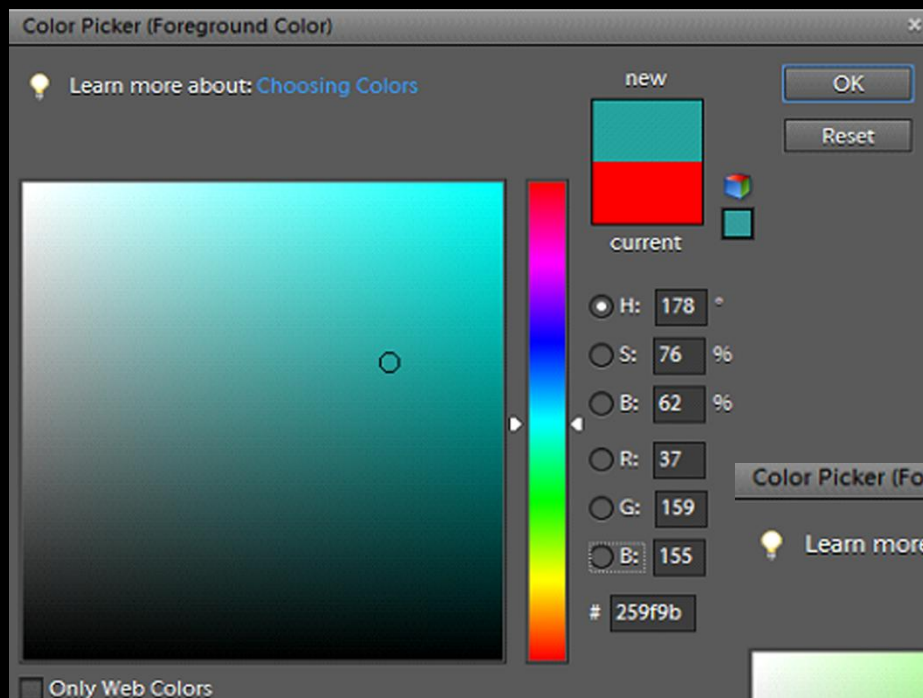 Color Picker (Foreground Color)
Learn more about: Choosing Colors
new
OK
Reset
current
H: 178 °
S: 76 %
B: 62 %
R: 37
G: 159
B: 155
# 259f9b
Only Web Colors
Color Picker (Fo
Learn more